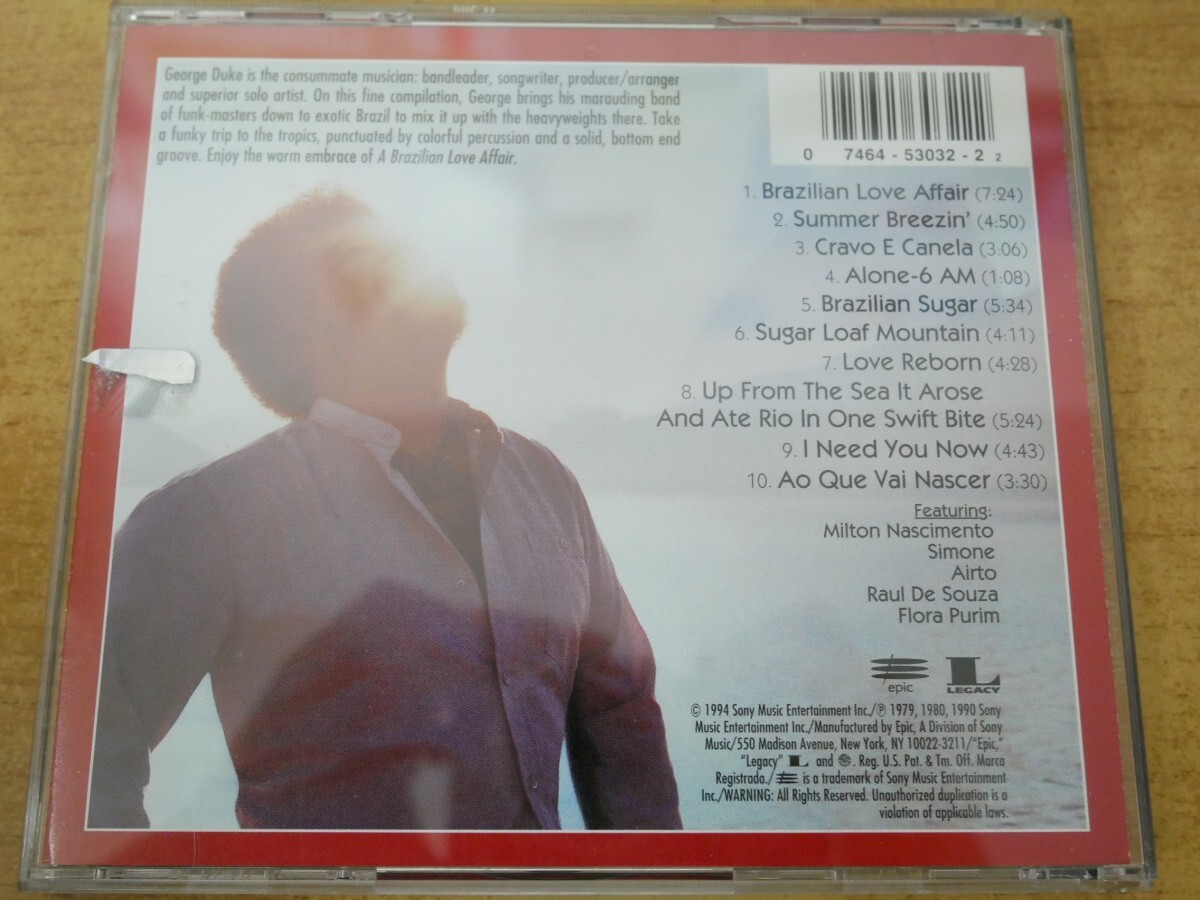 George Duke is the consummate musician: bandleader, songwriter, producer/arranger
and superior solo artist. On this fine compilation, George brings his marauding band
of funk-masters down to exotic Brazil to mix it up with the heavyweights there. Take
a funky trip to the tropics, punctuated by colorful percussion and a solid, bottom end
groove. Enjoy the warm embrace of A Brazilian Love Affair.
0 7464-53032-2 2
1. Brazilian Love Affair (7:24)
2. Summer Breezin' (4:50)
3. Cravo E Canela (3:06)
4. Alone-6 AM (1:08)
5. Brazilian Sugar (5:34)
6. Sugar Loaf Mountain (4:11)
7. Love Reborn (4:28)
8. Up From The Sea It Arose
And Ate Rio In One Swift Bite (5:24)
9. I Need You Now (4:43)
10. Ao Que Vai Nascer (3:30)
Featuring:
Milton Nascimento
Simone
Airto
Raul De Souza
Flora Purim
epic
L LEGACY
© 1994 Sony Music Entertainment Inc./℗ 1979, 1980, 1990 Sony
Music Entertainment Inc./Manufactured by Epic, A Division of Sony
Music/550 Madison Avenue, New York, NY 10022-3211/"Epic,"
"Legacy" L and . Reg. U.S. Pat. & Tm. Off. Marca
Registrada./ is a trademark of Sony Music Entertainment
Inc./WARNING: All Rights Reserved. Unauthorized duplication is a
violation of applicable laws.